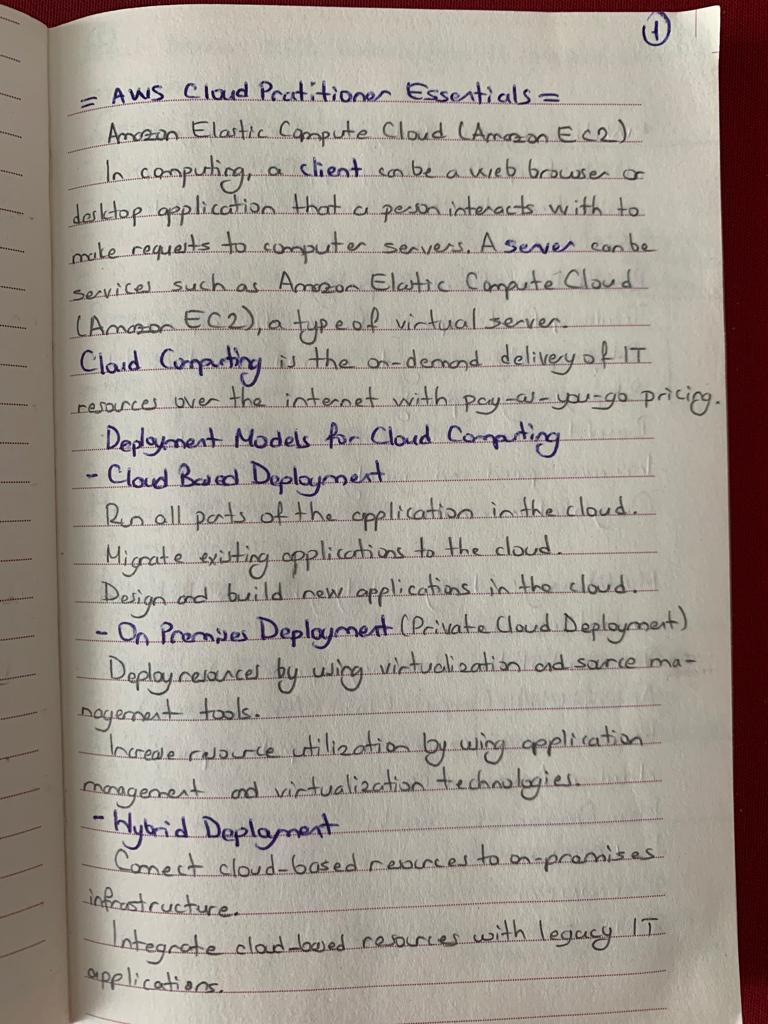 1
= AWS Cloud Pratitioner Essentials =
Amazon Elastic Compute Cloud (Amazon EC2)
In computing, a client can be a web browser or
desktop application that a person interacts with to
make requests to computer servers. A server can be
services such as Amazon Elastic Compute Cloud
(Amazon EC2), a type of virtual server.
Cloud Computing is the on-demand delivery of IT
resources over the internet with pay-as-you-go pricing.
Deployment Models for Cloud Computing
- Cloud Based Deployment
Run all parts of the application in the cloud.
Migrate existing applications to the cloud.
Design and build new applications in the cloud.
- On Premises Deployment (Private Cloud Deployment)
Deploy resources by using virtualization and source ma-
nagement tools.
Increase resource utilization by using application
management and virtualization technologies.
- Hybrid Deployment
Connect cloud-based resources to on-premises
infrastructure.
Integrate cloud-based resources with legacy IT
applications.